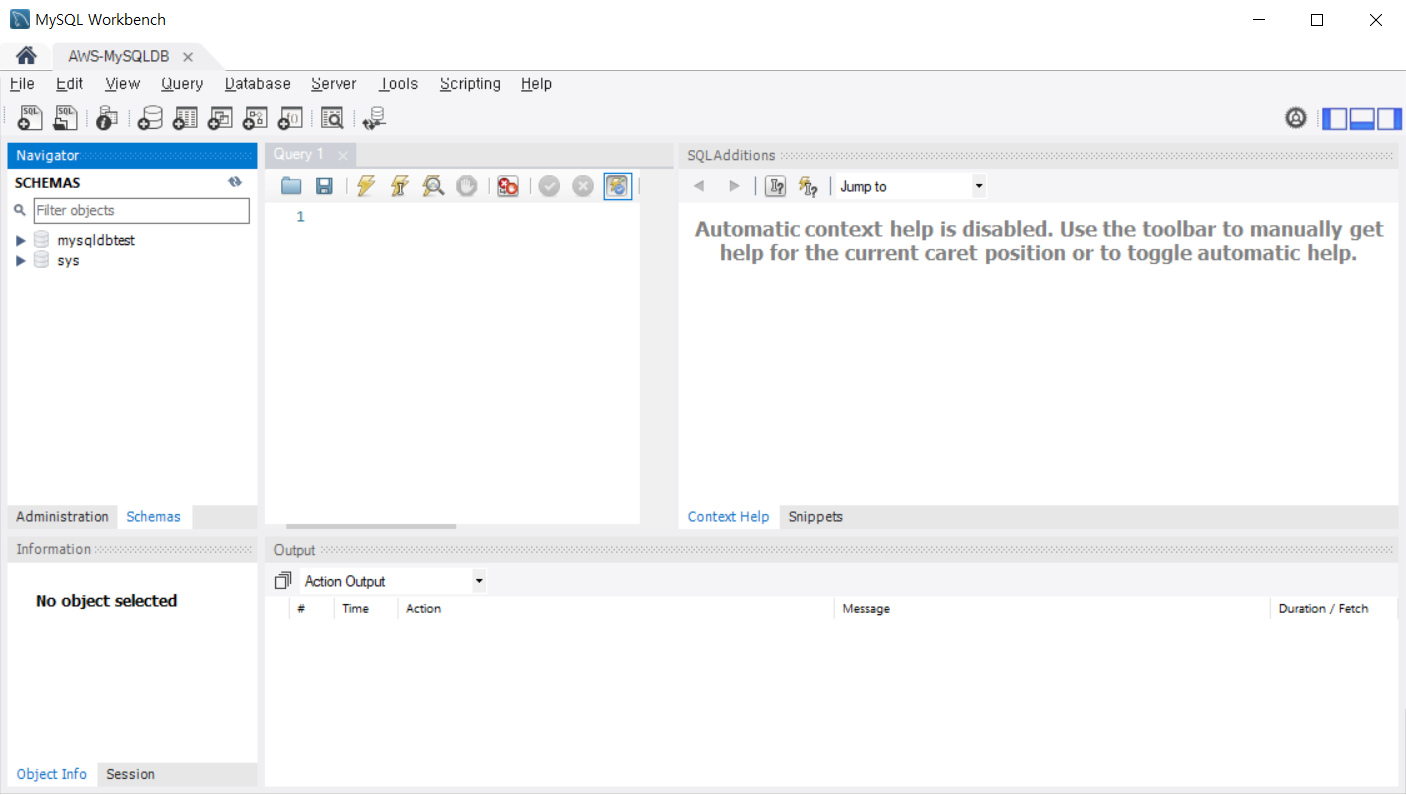 MySQL Workbench
AWS-MySQLDB
File Edit View Query Database Server Tools Scripting Help
SQL SQL
Navigator
SCHEMAS
Filter objects
mysqldbtest
sys
Administration Schemas
Query 1
1
SQLAdditions
Jump to
Automatic context help is disabled. Use the toolbar to manually get
help for the current caret position or to toggle automatic help.
Context Help Snippets
Information
No object selected
Object Info Session
Output
Action Output
# Time Action Message Duration / Fetch